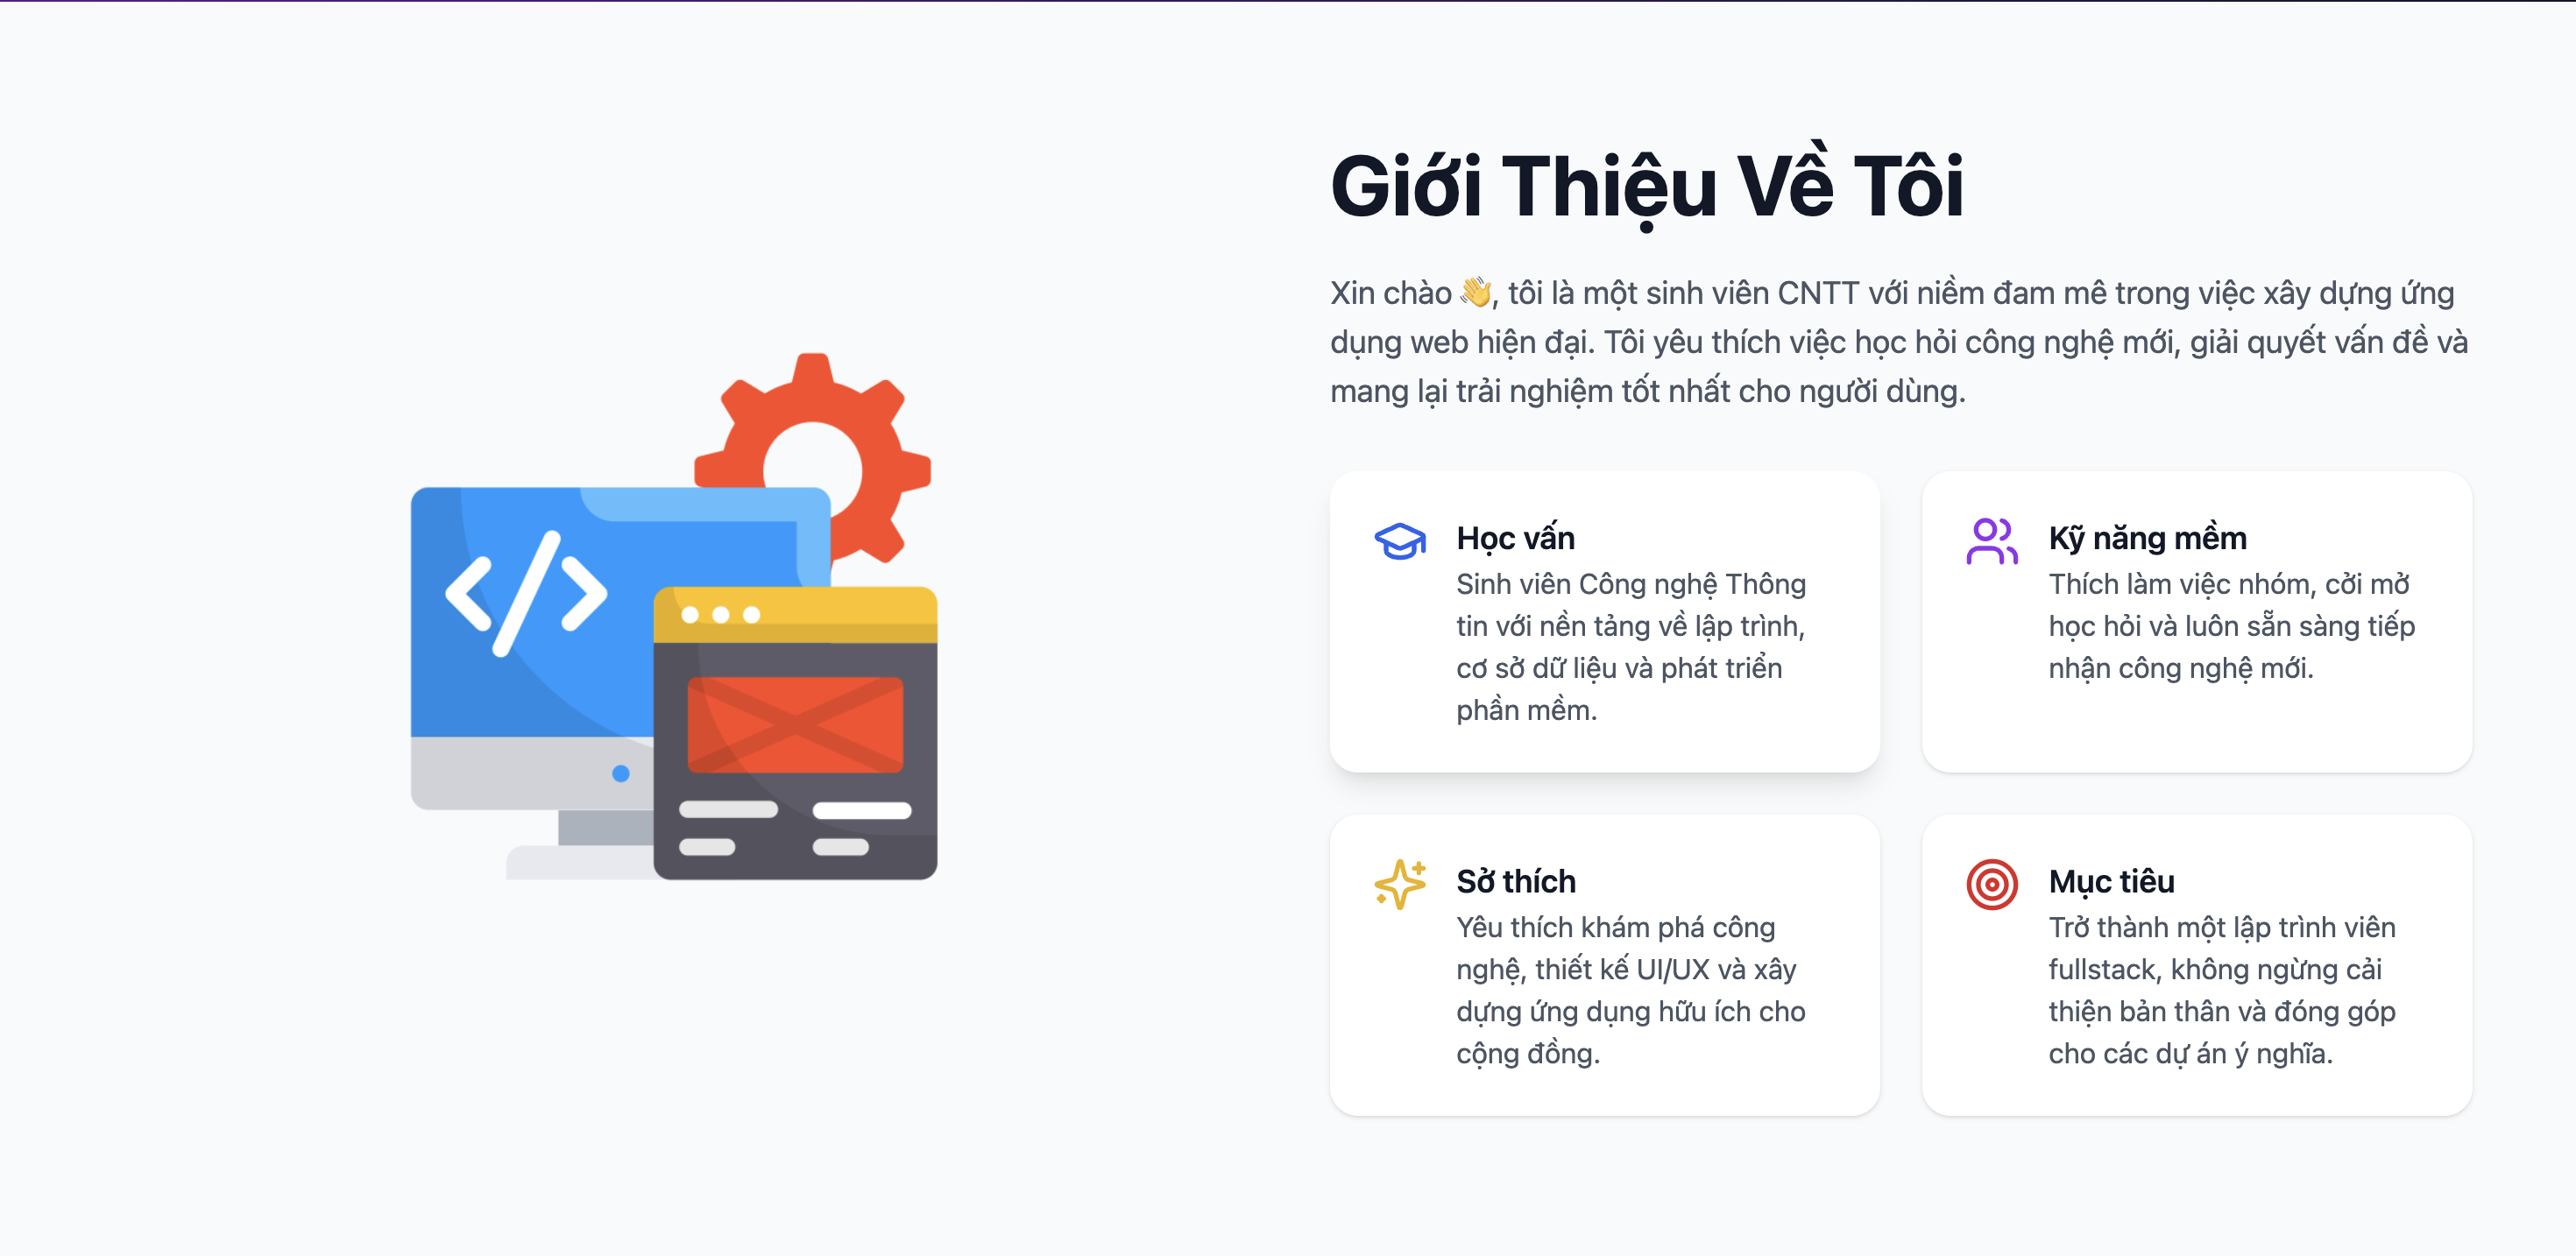 Giới Thiệu Về Tôi
Xin chào 👋, tôi là một sinh viên CNTT với niềm đam mê trong việc xây dựng ứng
dụng web hiện đại. Tôi yêu thích việc học hỏi công nghệ mới, giải quyết vấn đề và
mang lại trải nghiệm tốt nhất cho người dùng.
Học vấn
Sinh viên Công nghệ Thông
tin với nền tảng về lập trình,
cơ sở dữ liệu và phát triển
phần mềm.
Kỹ năng mềm
Thích làm việc nhóm, cởi mở
học hỏi và luôn sẵn sàng tiếp
nhận công nghệ mới.
Sở thích
Yêu thích khám phá công
nghệ, thiết kế UI/UX và xây
dựng ứng dụng hữu ích cho
cộng đồng.
Mục tiêu
Trở thành một lập trình viên
fullstack, không ngừng cải
thiện bản thân và đóng góp
cho các dự án ý nghĩa.